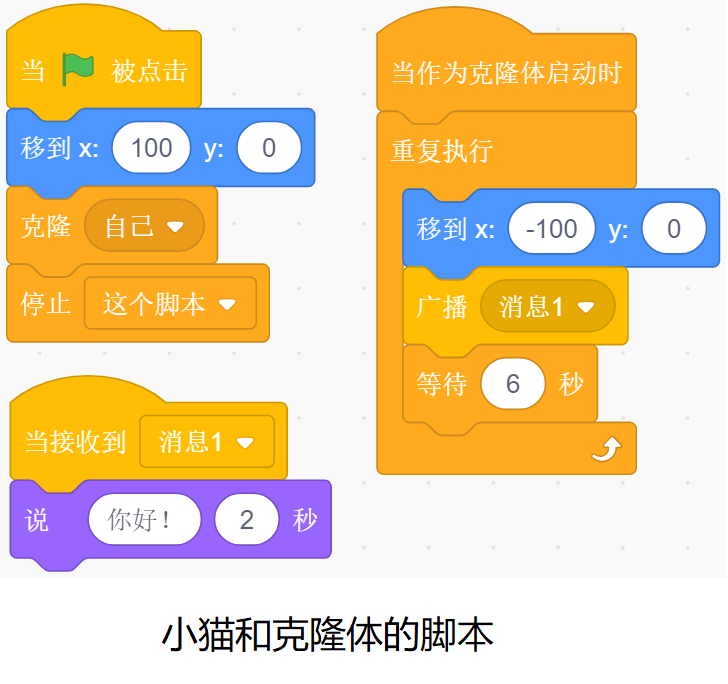 当 被点击
移到 x: 100 y: 0
克隆 自己
停止 这个脚本
当接收到 消息1
说 你好! 2 秒
当作为克隆体启动时
重复执行
移到 x: -100 y: 0
广播 消息1
等待 6 秒
小猫和克隆体的脚本